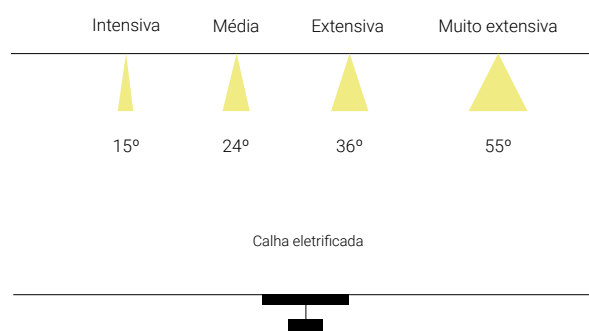 Intensiva Média Extensiva Muito extensiva
15º 24º 36º 55º
Calha eletrificada